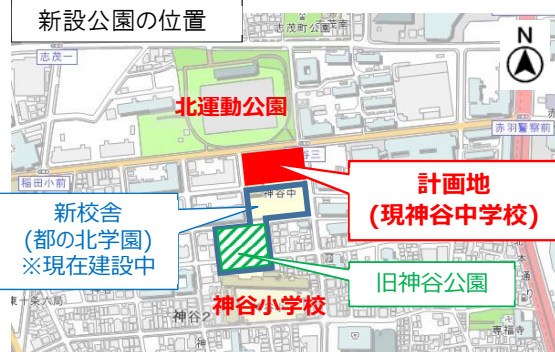 新設公園の位置
志茂町公園
N
志茂一
北運動公園
赤羽警察前
稲田小前
計画地
(現神谷中学校)
神谷中
新校舎
(都の北学園)
※現在建設中
旧神谷公園
神谷小学校
東十条六局
神谷2
専福寺